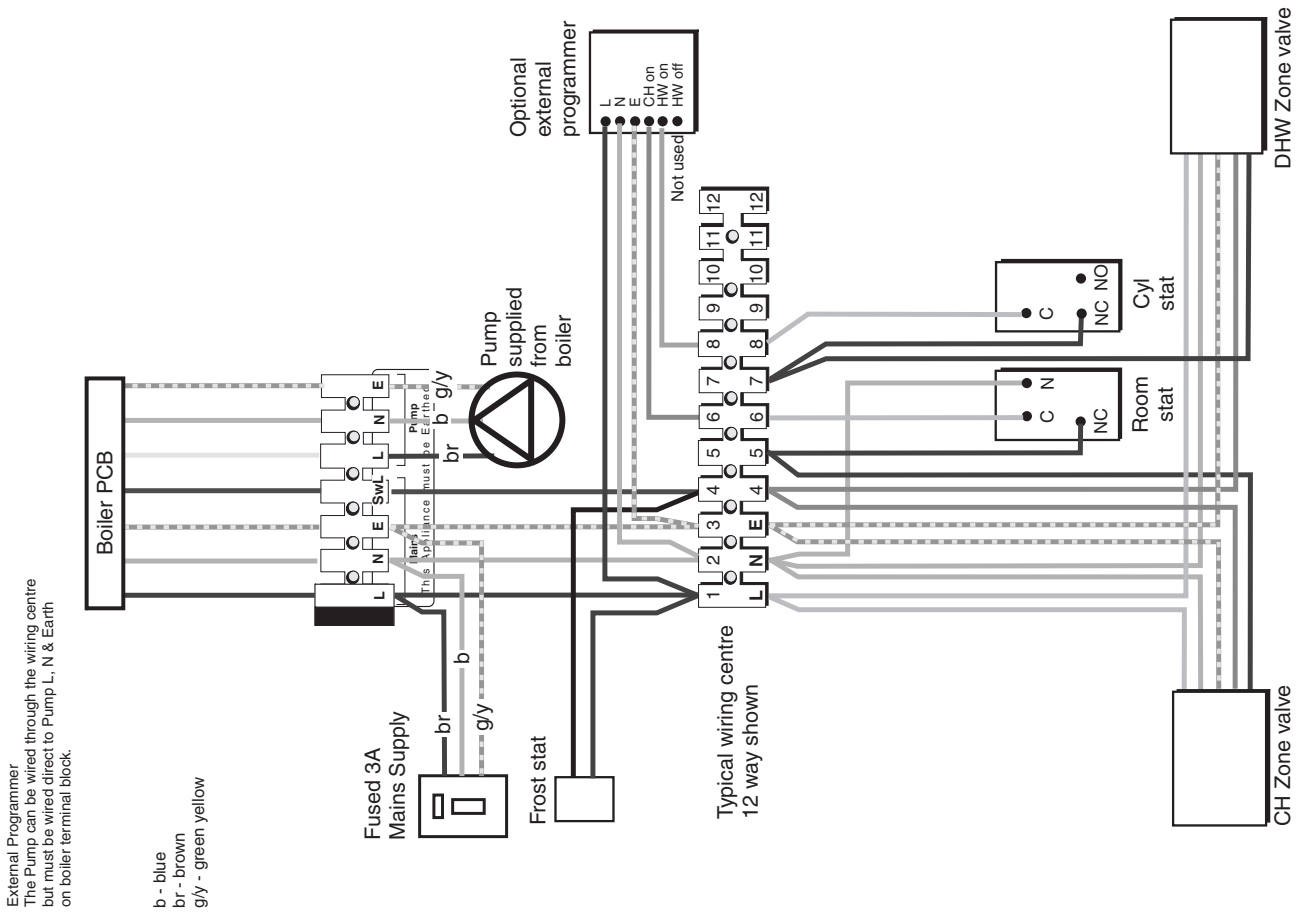 External Programmer
The Pump can be wired through the wiring centre
but must be wired direct to Pump L, N & Earth
on boiler terminal block.
b - blue
br - brown
g/y - green yellow
Boiler PCB
L
N
E
SwL
L
N
E
Mains
Pump
This Appliance must be Earthed
br
b
g/y
Pump
supplied
from
boiler
Fused 3A
Mains Supply
br
b
g/y
Frost stat
Optional
external
programmer
L
N
E
CH on
HW on
HW off
Not used
Typical wiring centre
12 way shown
1 2 3 4 5 6 7 8 9 10 11 12
L N E 4 5 6 7 8 9 10 11 12
Room
stat
C
N
NC
Cyl
stat
C
NC
NO
CH Zone valve
DHW Zone valve